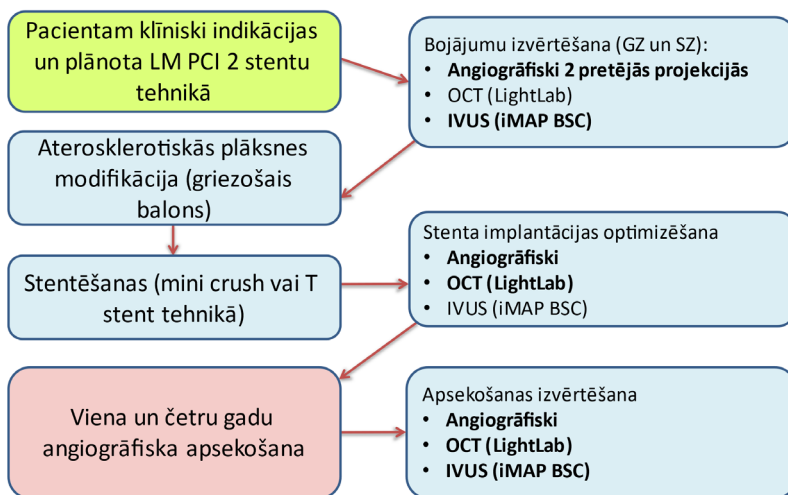 Pacientam klīniski indikācijas
un plānota LM PCI 2 stentu
tehnikā
Bojājumu izvērtēšana (GZ un SZ):
• Angiogrāfiski 2 pretējās projekcijās
• OCT (LightLab)
• IVUS (iMAP BSC)
Aterosklerotiskās plāksnes
modifikācija (griezošais
balons)
Stentēšanas (mini crush vai T
stent tehnikā)
Stenta implantācijas optimizēšana
• Angiogrāfiski
• OCT (LightLab)
• IVUS (iMAP BSC)
Viena un četru gadu
angiogrāfiska apsekošana
Apsekošanas izvērtēšana
• Angiogrāfiski
• OCT (LightLab)
• IVUS (iMAP BSC)